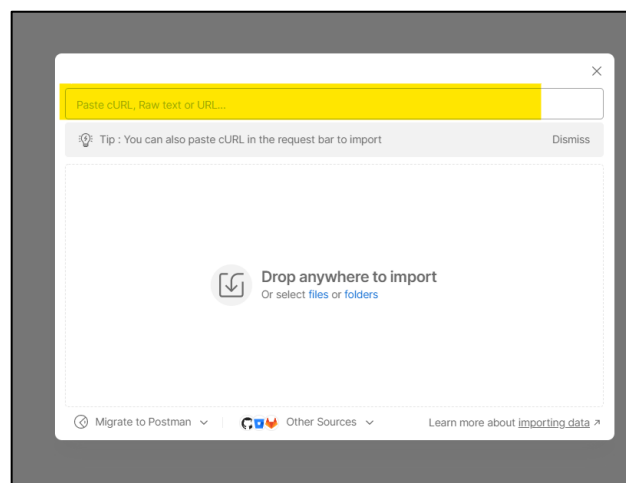 Paste cURL, Raw text or URL...
Tip : You can also paste cURL in the request bar to import Dismiss
Drop anywhere to import
Or select files or folders
Migrate to Postman Other Sources Learn more about importing data ↗